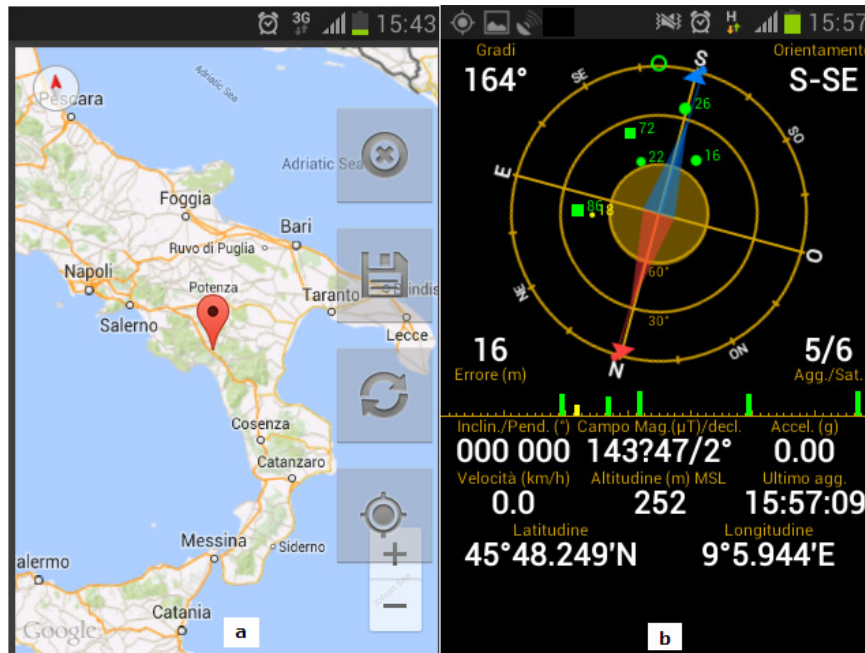 3G 15:43
Adriatic Sea
Pescara
Adriatic Sea
Foggia
Bari
Ruvo di Puglia
Napoli
Potenza
Taranto
Salerno
Lecce
Cosenza
Catanzaro
Messina
Siderno
+
Catania
−
Google
a
H 15:57
Gradi
164°
Orientamento
S-SE
S
SE
26
72
SO
22
16
E
86
18
O
60°
NE
30°
ON
N
16
Errore (m)
5/6
Agg./Sat.
Inclin./Pend. (°) Campo Mag.(µT)/decl. Accel. (g)
000 000 143?47/2° 0.00
Velocità (km/h) Altitudine (m) MSL Ultimo agg.
0.0 252 15:57:09
Latitudine Longitudine
45°48.249'N 9°5.944'E
b